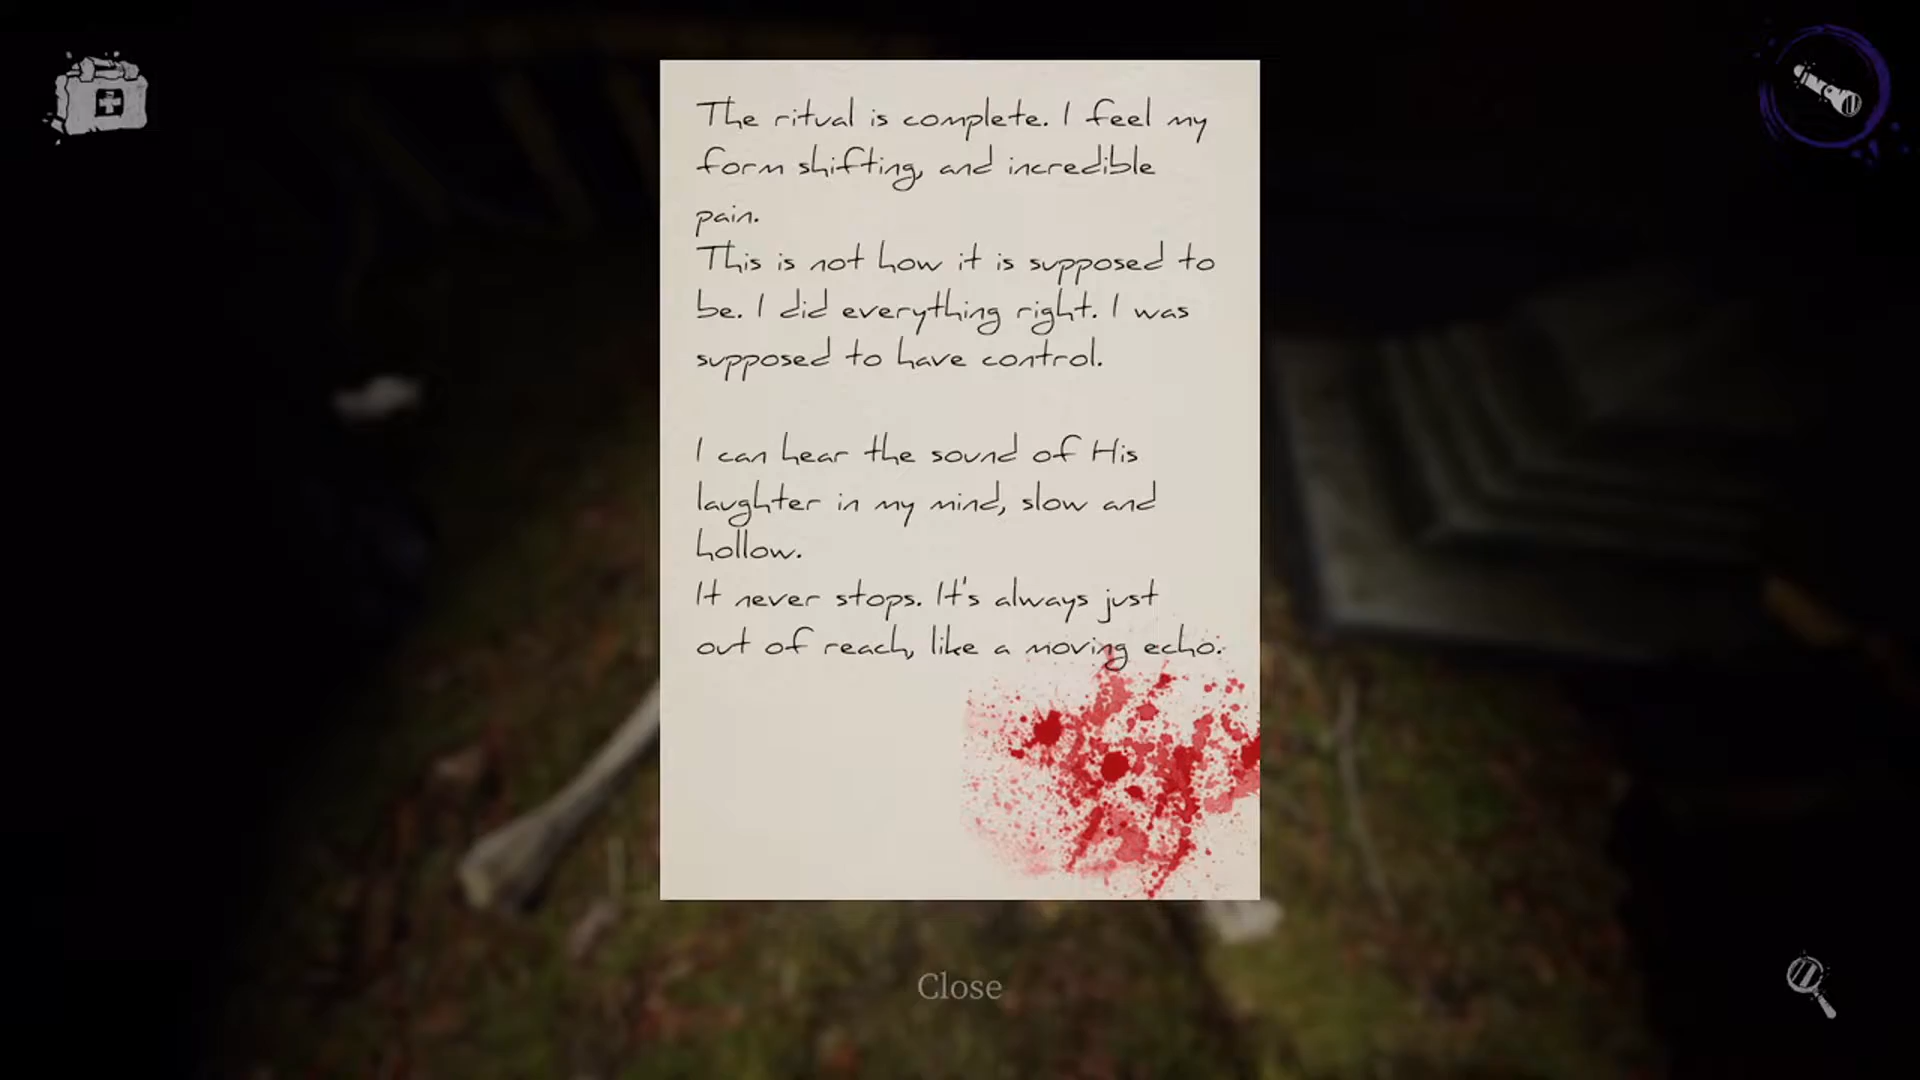 The ritual is complete. I feel my
form shifting, and incredible
pain.
This is not how it is supposed to
be. I did everything right. I was
supposed to have control.
I can hear the sound of His
laughter in my mind, slow and
hollow.
It never stops. It's always just
out of reach, like a moving echo.
Close